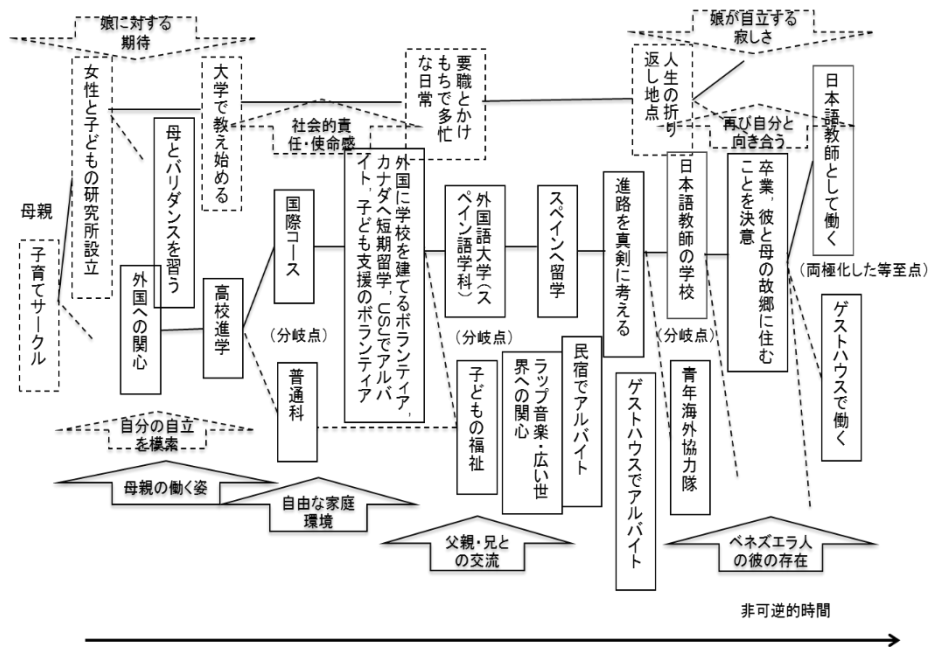 娘に対する
期待
娘が自立する
寂しさ
女性と子どもの研究所設立
大学で教え始める
要職とかけ
もちで多忙
な日常
人生の折り
返し地点
日本語教師として働く
社会的責
任・使命感
再び自分と
向き合う
母親
子育てサークル
母とバリダンスを習う
外国への関心
高校進学
国際コース
(分岐点)
普通科
外国に学校を建てるボランティア,
カナダへ短期留学, USJでアルバ
イト, 子ども支援のボランティア
外国語大学(ス
ペイン語学科)
(分岐点)
子どもの福祉
スペインへ留学
ラップ音楽・広い世
界への関心
民宿でアルバイト
進路を真剣に考える
ゲストハウスでアルバイト
日本語教師の学校
(分岐点)
青年海外協力隊
卒業, 彼と母の故郷に住む
ことを決意
(両極化した等至点)
ゲストハウスで働く
自分の自立
を模索
母親の働く姿
自由な家庭
環境
父親・兄と
の交流
ベネズエラ人
の彼の存在
非可逆的時間